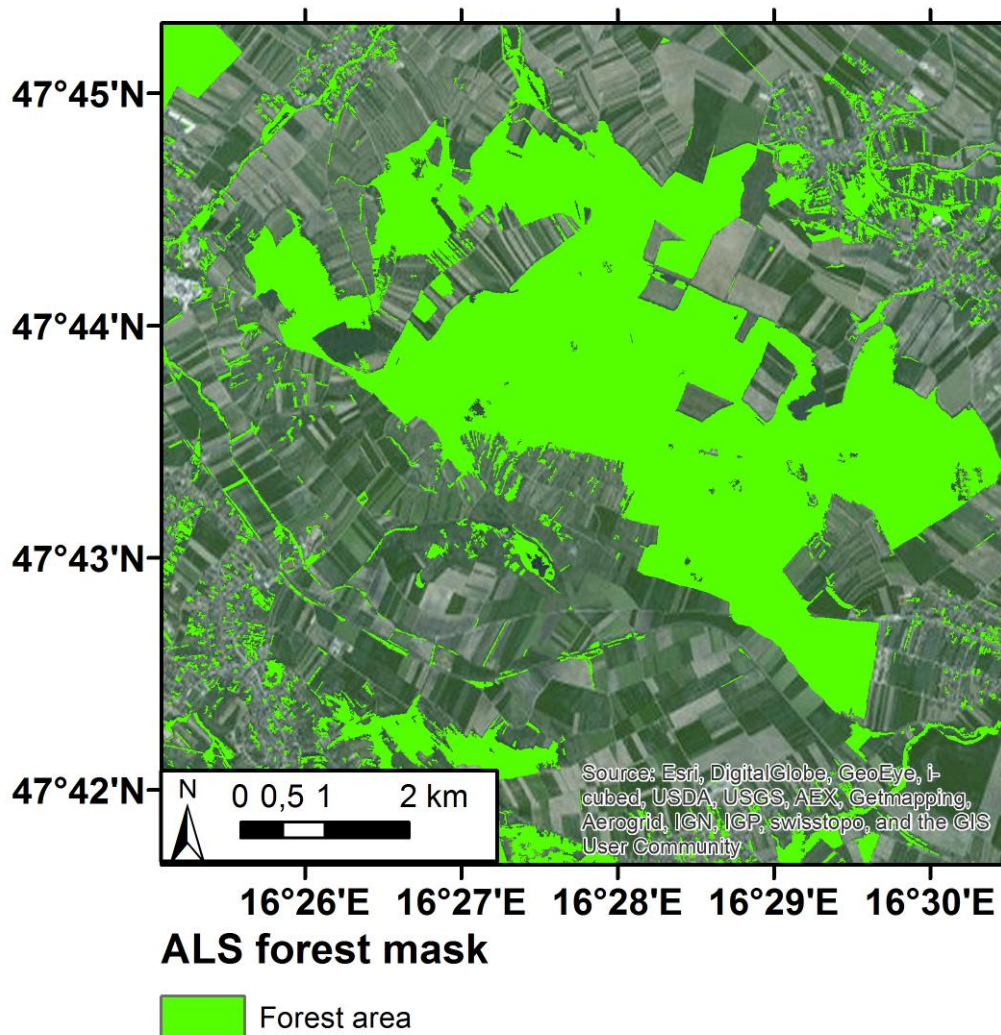 47°45'N
47°44'N
47°43'N
47°42'N
N
0 0,5 1 2 km
Source: Esri, DigitalGlobe, GeoEye, i-
cubed, USDA, USGS, AEX, Getmapping,
Aerogrid, IGN, IGP, swisstopo, and the GIS
User Community
16°26'E 16°27'E 16°28'E 16°29'E 16°30'E
ALS forest mask
Forest area